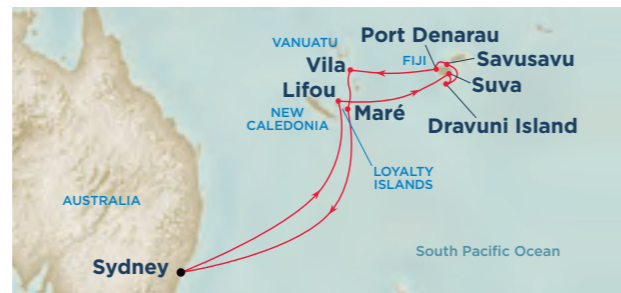 Port Denarau
VANUATU
Savusavu
Vila
FIJI
Suva
Lifou
NEW
CALEDONIA
Maré
Dravuni Island
LOYALTY
ISLANDS
AUSTRALIA
South Pacific Ocean
Sydney